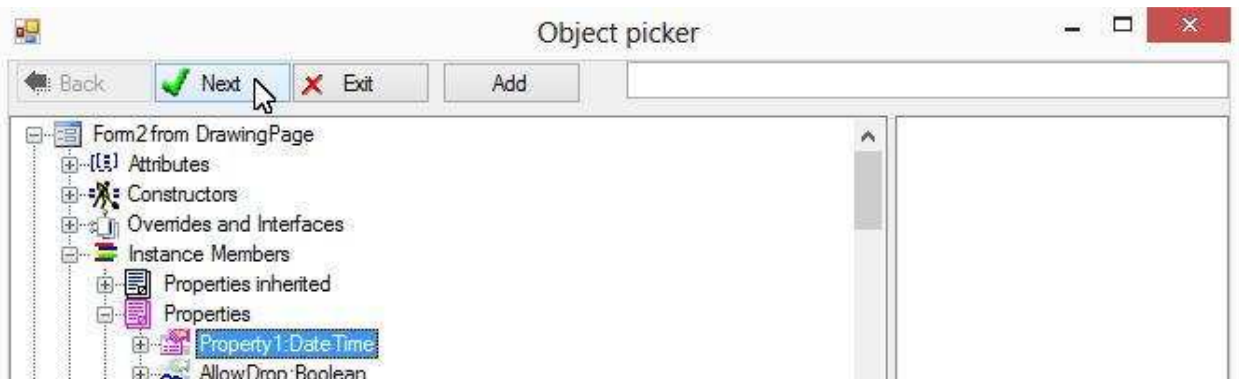 Object picker
Back Next Exit Add
Form2 from DrawingPage
Attributes
Constructors
Overrides and Interfaces
Instance Members
Properties inherited
Properties
Property1:DateTime
AllowDrop:Boolean